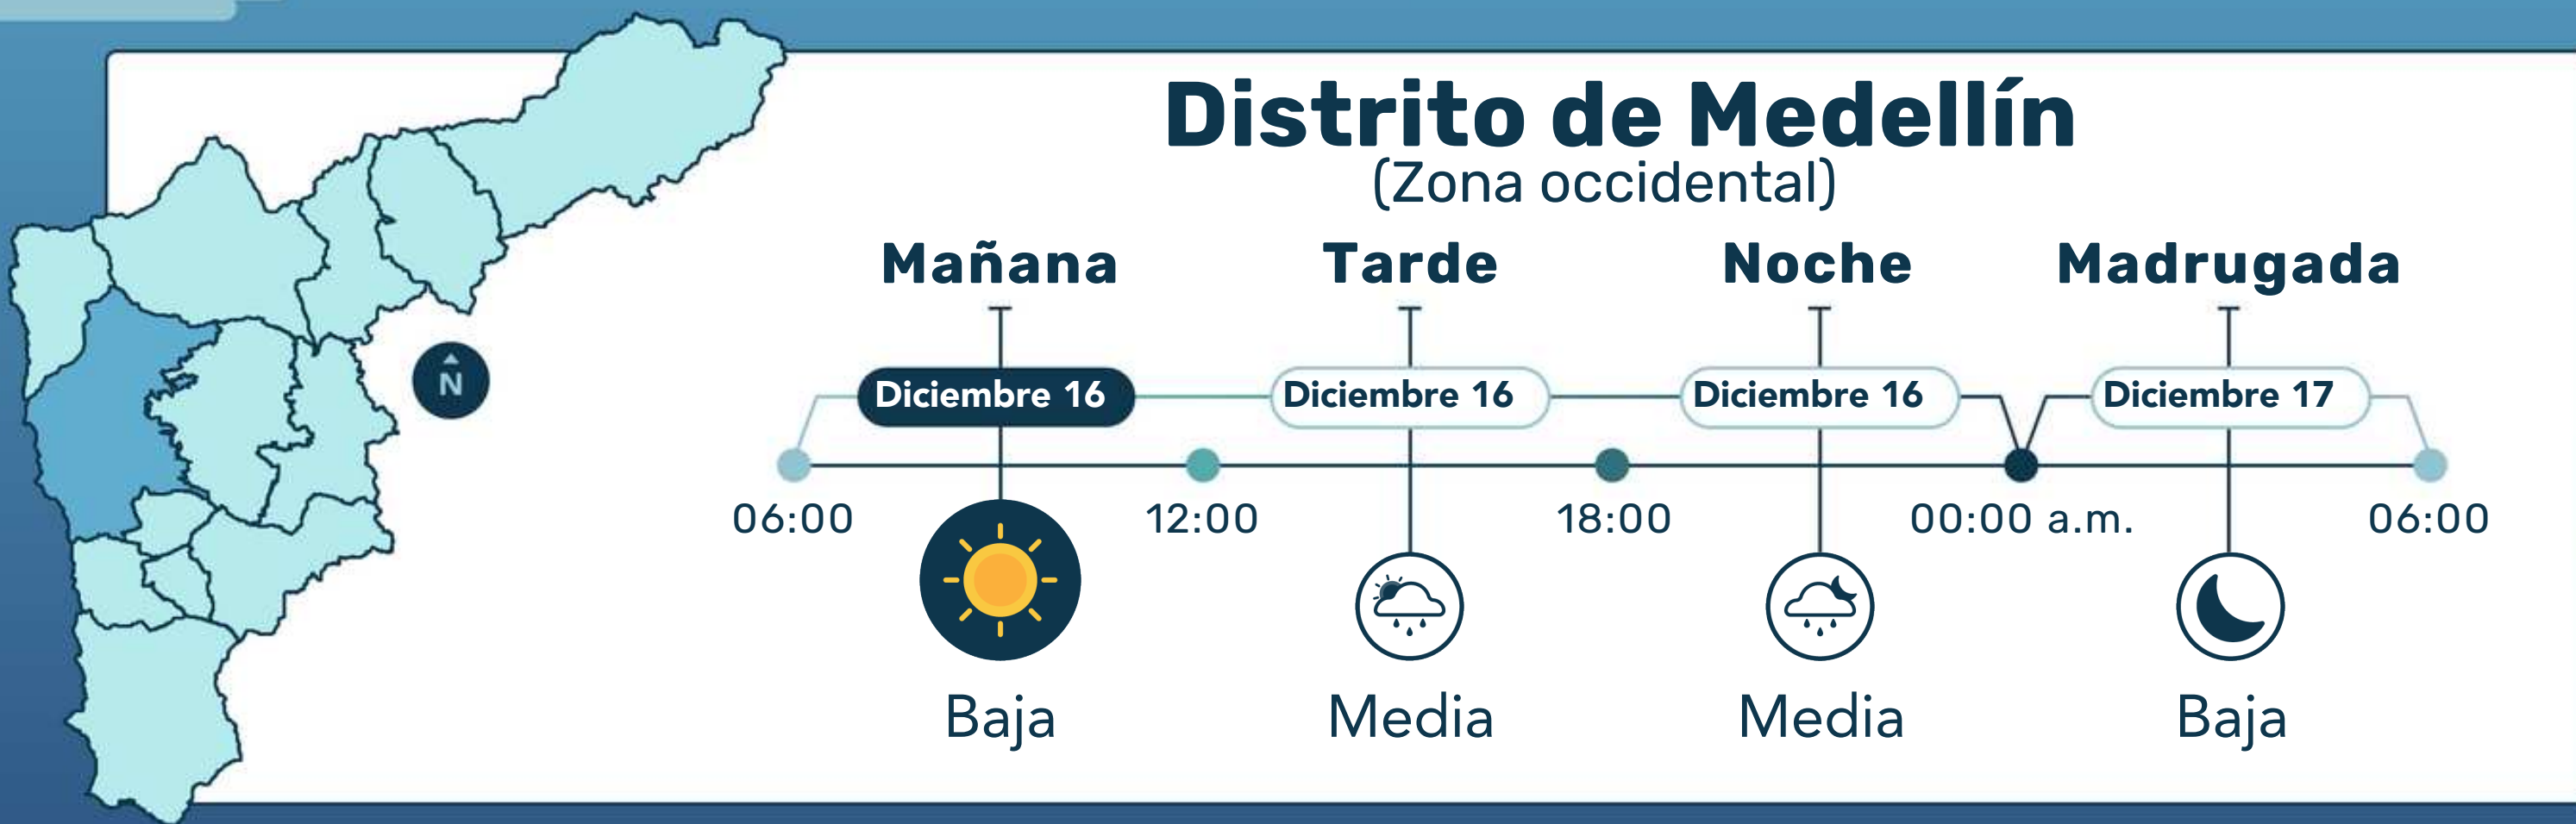 Distrito de Medellín
(Zona occidental)
Mañana Tarde Noche Madrugada
Diciembre 16 Diciembre 16 Diciembre 16 Diciembre 17
N
06:00 12:00 18:00 00:00 a.m. 06:00
Baja Media Media Baja